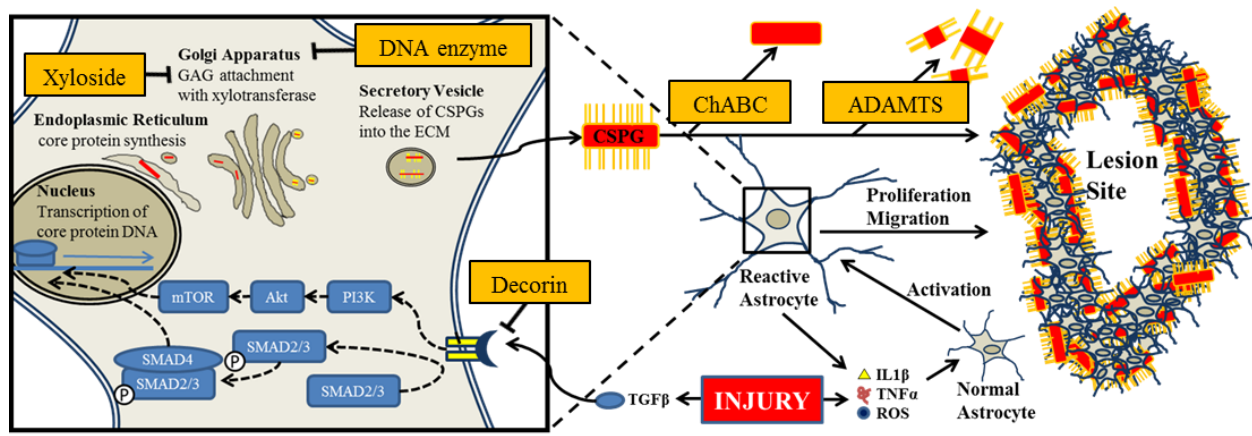 DNA enzyme
Xyloside
Golgi Apparatus
GAG attachment
with xylotransferase
Secretory Vesicle
Release of CSPGs
into the ECM
Endoplasmic Reticulum
core protein synthesis
Nucleus
Transcription of
core protein DNA
mTOR
Akt
PI3K
Decorin
SMAD4
SMAD2/3
P
P
SMAD2/3
SMAD2/3
TGFβ
INJURY
IL1β
TNFα
ROS
CSPG
ChABC
ADAMTS
Reactive
Astrocyte
Proliferation
Migration
Activation
Normal
Astrocyte
Lesion
Site